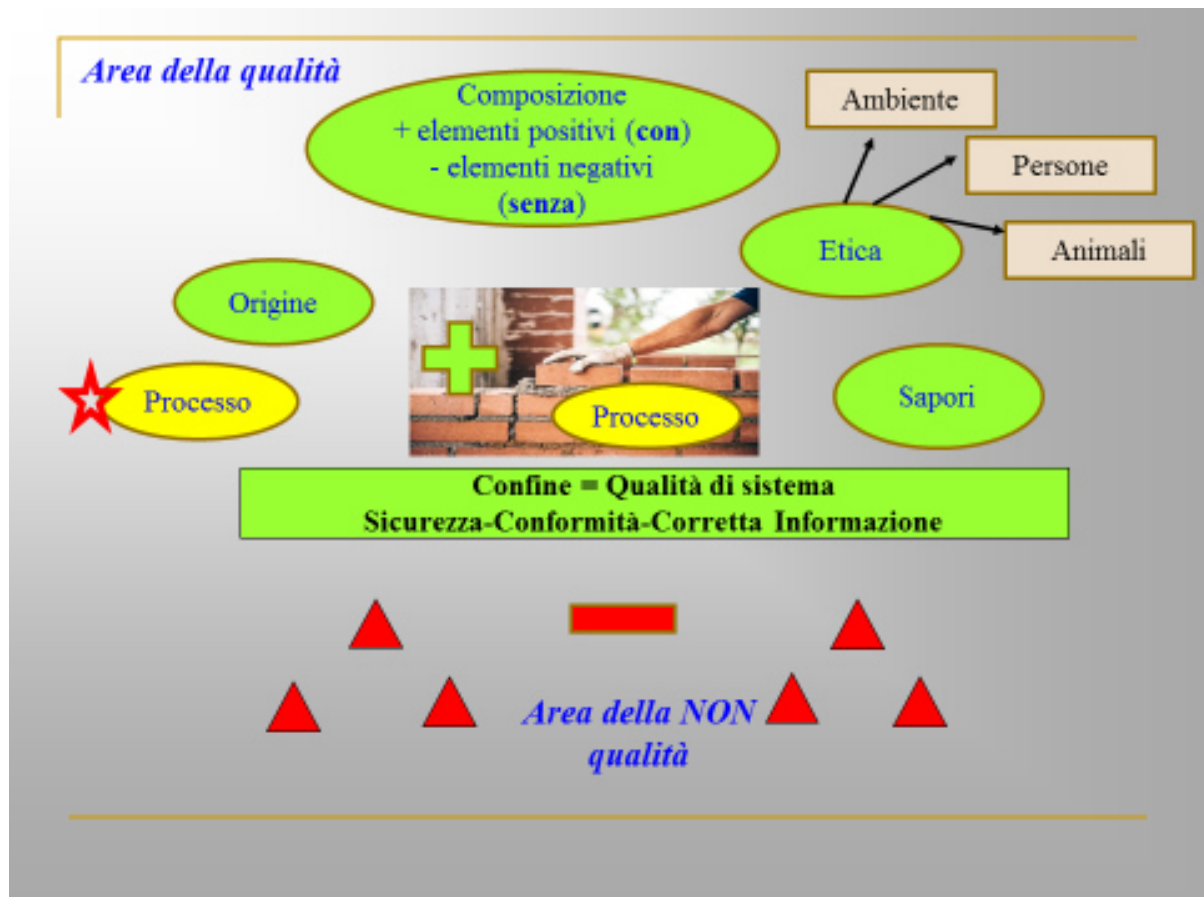 Area della qualità
Composizione
+ elementi positivi (con)
- elementi negativi
(senza)
Ambiente
Persone
Animali
Etica
Origine
Processo
Processo
Sapori
Confine = Qualità di sistema
Sicurezza-Conformità-Corretta Informazione
Area della NON
qualità